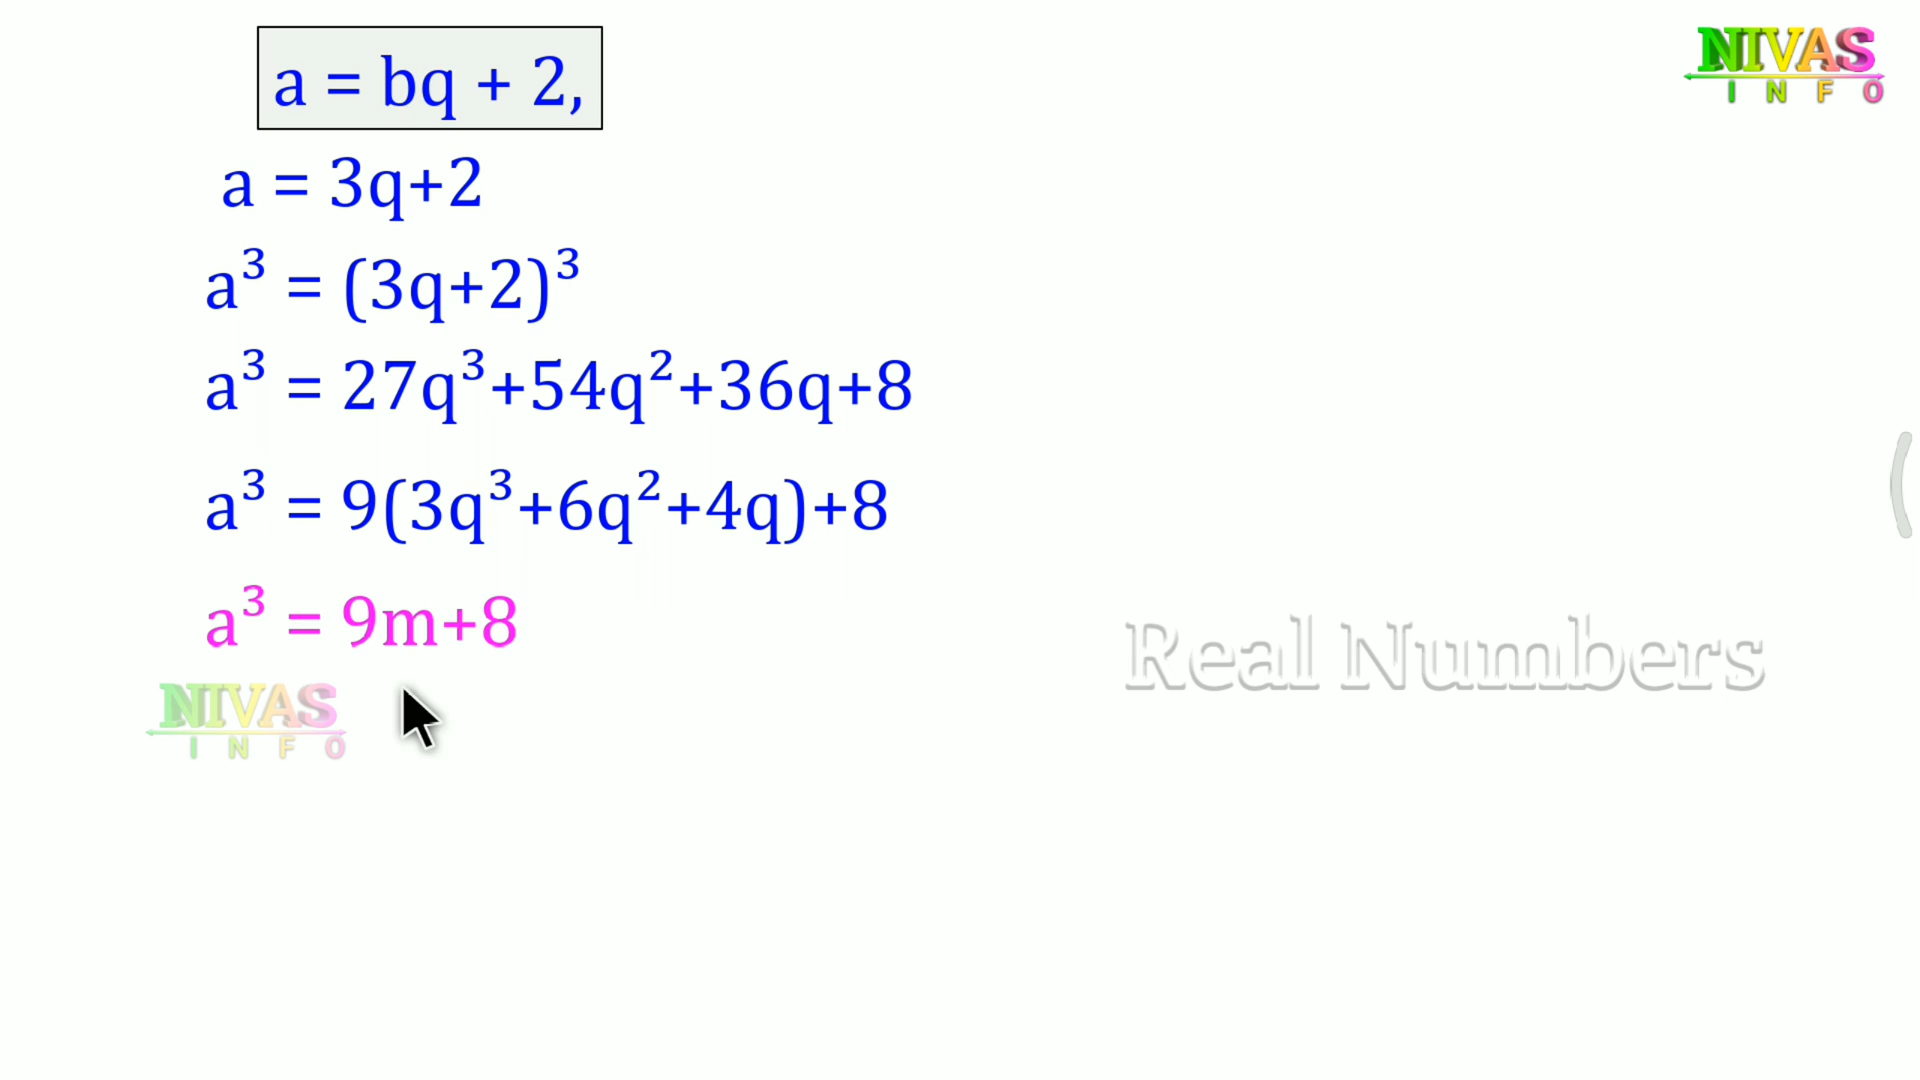 a = bq + 2,
NIVAS
INFO
a = 3q+2
a³ = (3q+2)³
a³ = 27q³+54q²+36q+8
a³ = 9(3q³+6q²+4q)+8
a³ = 9m+8
Real Numbers
NIVAS
INFO